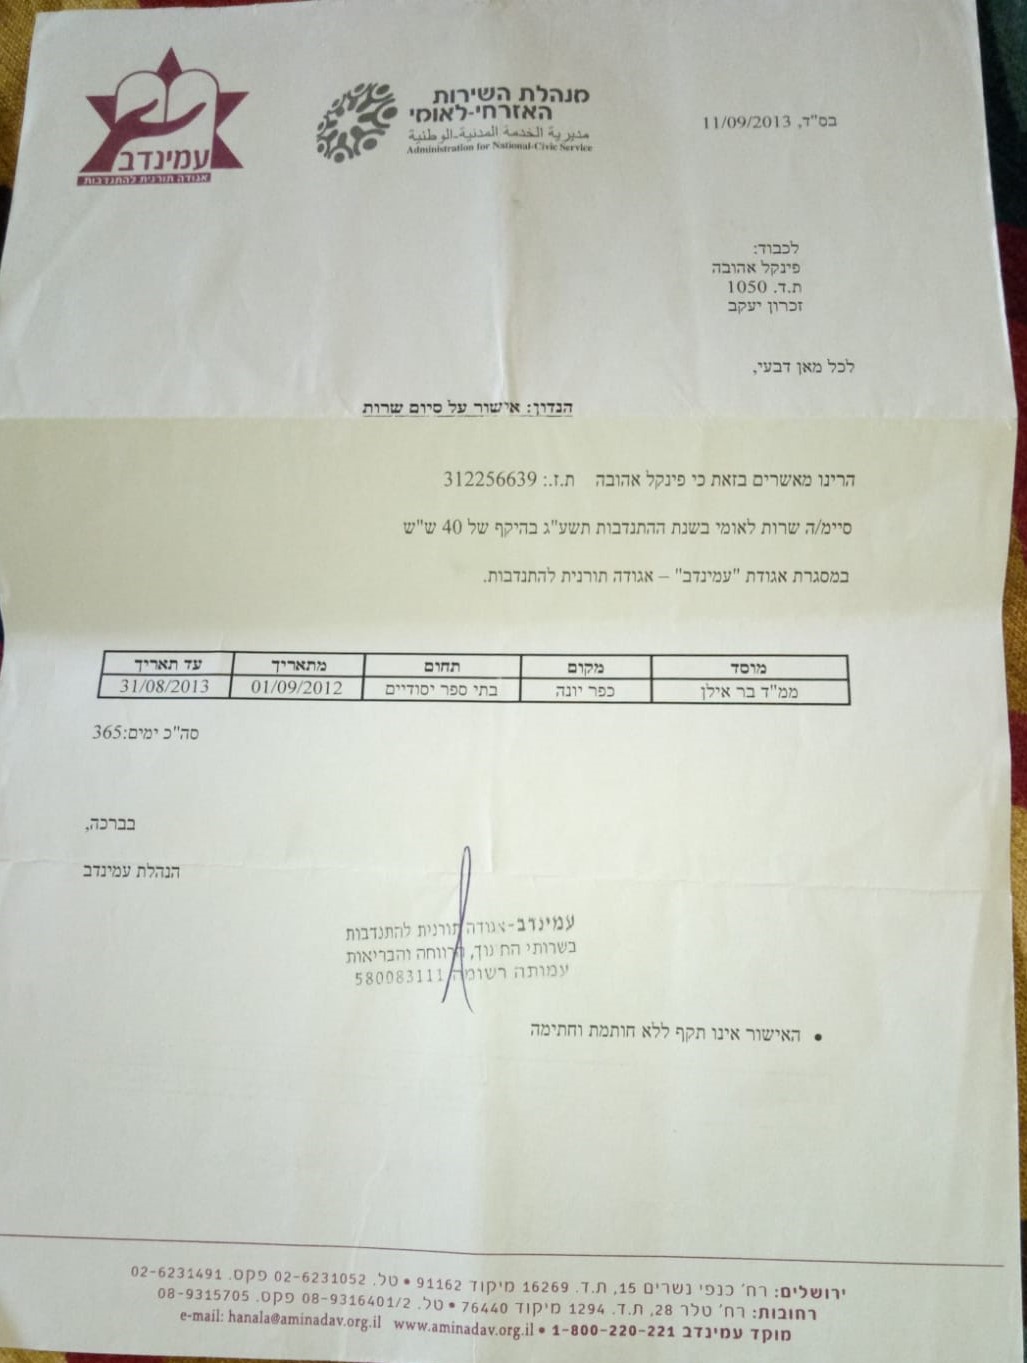 עמינדב
אגודה תורנית להתנדבות
מנהלת השירות
האזרחי-לאומי
مديرية الخدمة المدنية-الوطنية
Administration for National-Civic Service
בס"ד, 11/09/2013
לכבוד:
פינקל אהובה
ת.ד. 1050
זכרון יעקב
לכל מאן דבעי,
הנדון: אישור על סיום שרות
הרינו מאשרים בזאת כי פינקל אהובה ת.ז.: 312256639
סיימ/ה שרות לאומי בשנת ההתנדבות תשע"ג בהיקף של 40 ש"ש
במסגרת אגודת "עמינדב" – אגודה תורנית להתנדבות.
מוסד מקום תחום מתאריך עד תאריך
ממ"ד בר אילן כפר יונה בתי ספר יסודיים 01/09/2012 31/08/2013
סה"כ ימים:365
בברכה,
הנהלת עמינדב
עמינדב-אגודה תורנית להתנדבות
בשרותי החינוך, הרווחה והבריאות
עמותה רשומה 580083111
• האישור אינו תקף ללא חותמת וחתימה
ירושלים: רח' כנפי נשרים 15, ת.ד. 16269 מיקוד 91162 • טל. 02-6231052 פקס. 02-6231491
רחובות: רח' טלר 28, ת.ד. 1294 מיקוד 76440 • טל. 08-9316401/2 פקס. 08-9315705
מוקד עמינדב 1-800-220-221 • e-mail: hanala@aminadav.org.il www.aminadav.org.il